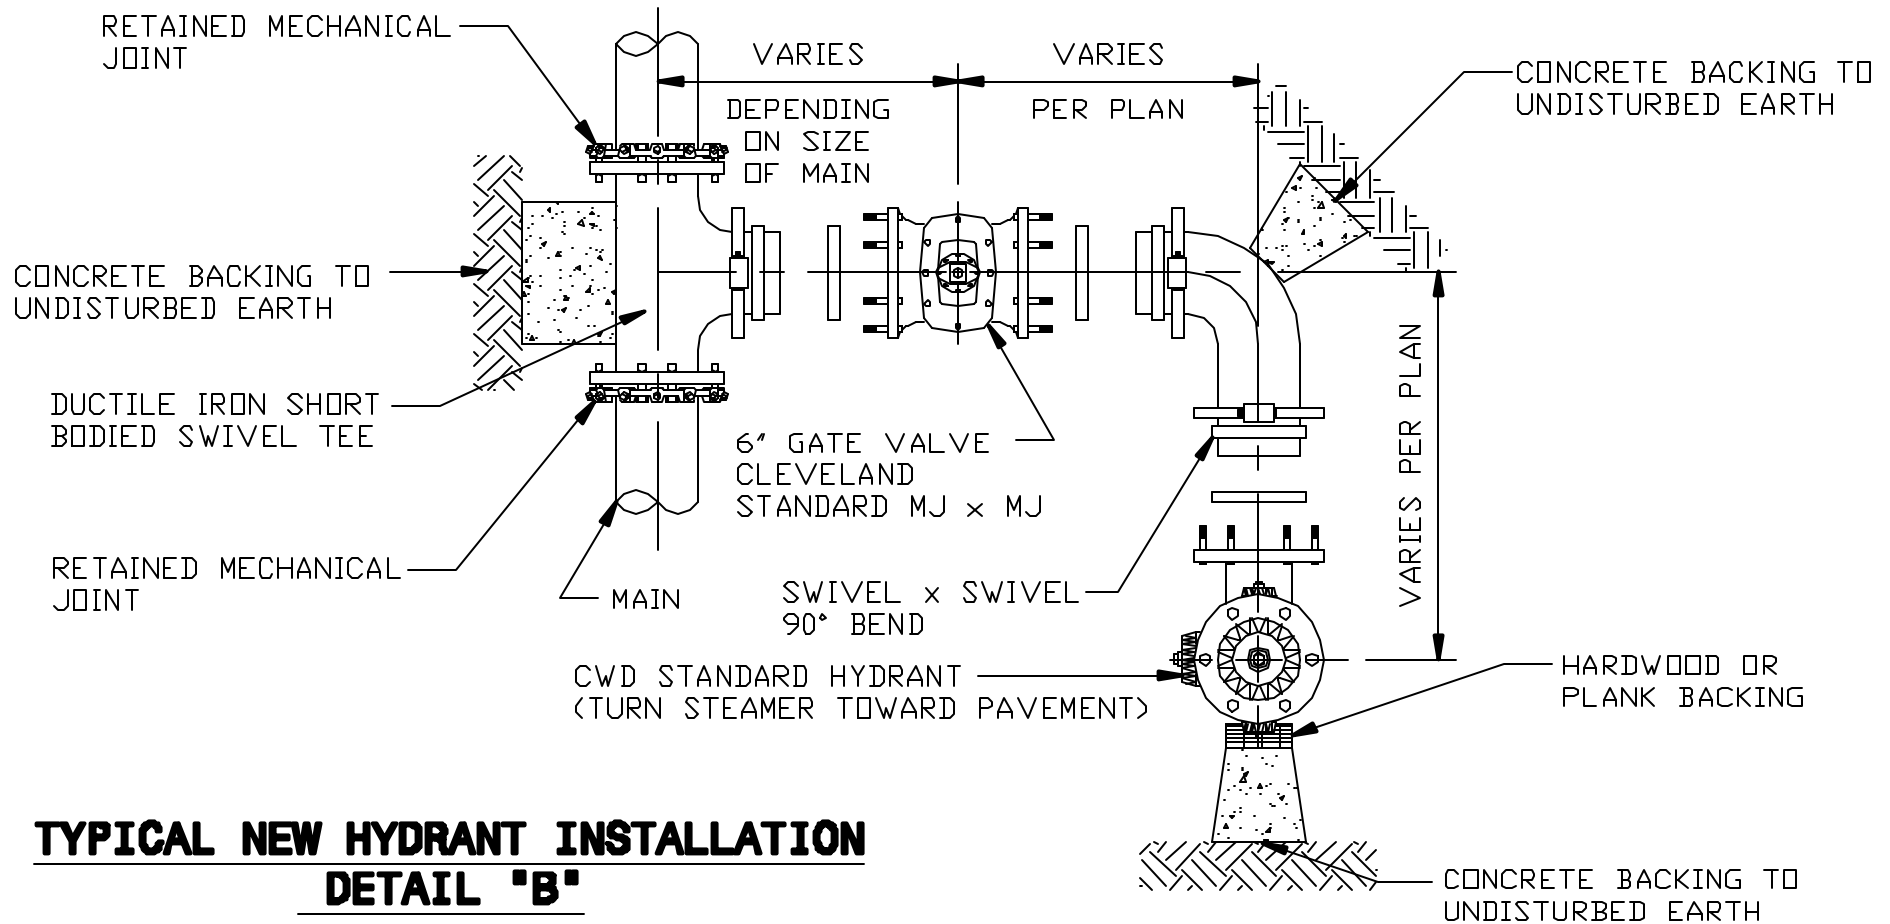 RETAINED MECHANICAL
JOINT
VARIES
DEPENDING
ON SIZE
OF MAIN
VARIES
PER PLAN
CONCRETE BACKING TO
UNDISTURBED EARTH
CONCRETE BACKING TO
UNDISTURBED EARTH
DUCTILE IRON SHORT
BODIED SWIVEL TEE
6" GATE VALVE
CLEVELAND
STANDARD MJ x MJ
VARIES PER PLAN
RETAINED MECHANICAL
JOINT
MAIN
SWIVEL x SWIVEL
90° BEND
CWD STANDARD HYDRANT
(TURN STEAMER TOWARD PAVEMENT)
HARDWOOD OR
PLANK BACKING
TYPICAL NEW HYDRANT INSTALLATION
DETAIL "B"
CONCRETE BACKING TO
UNDISTURBED EARTH